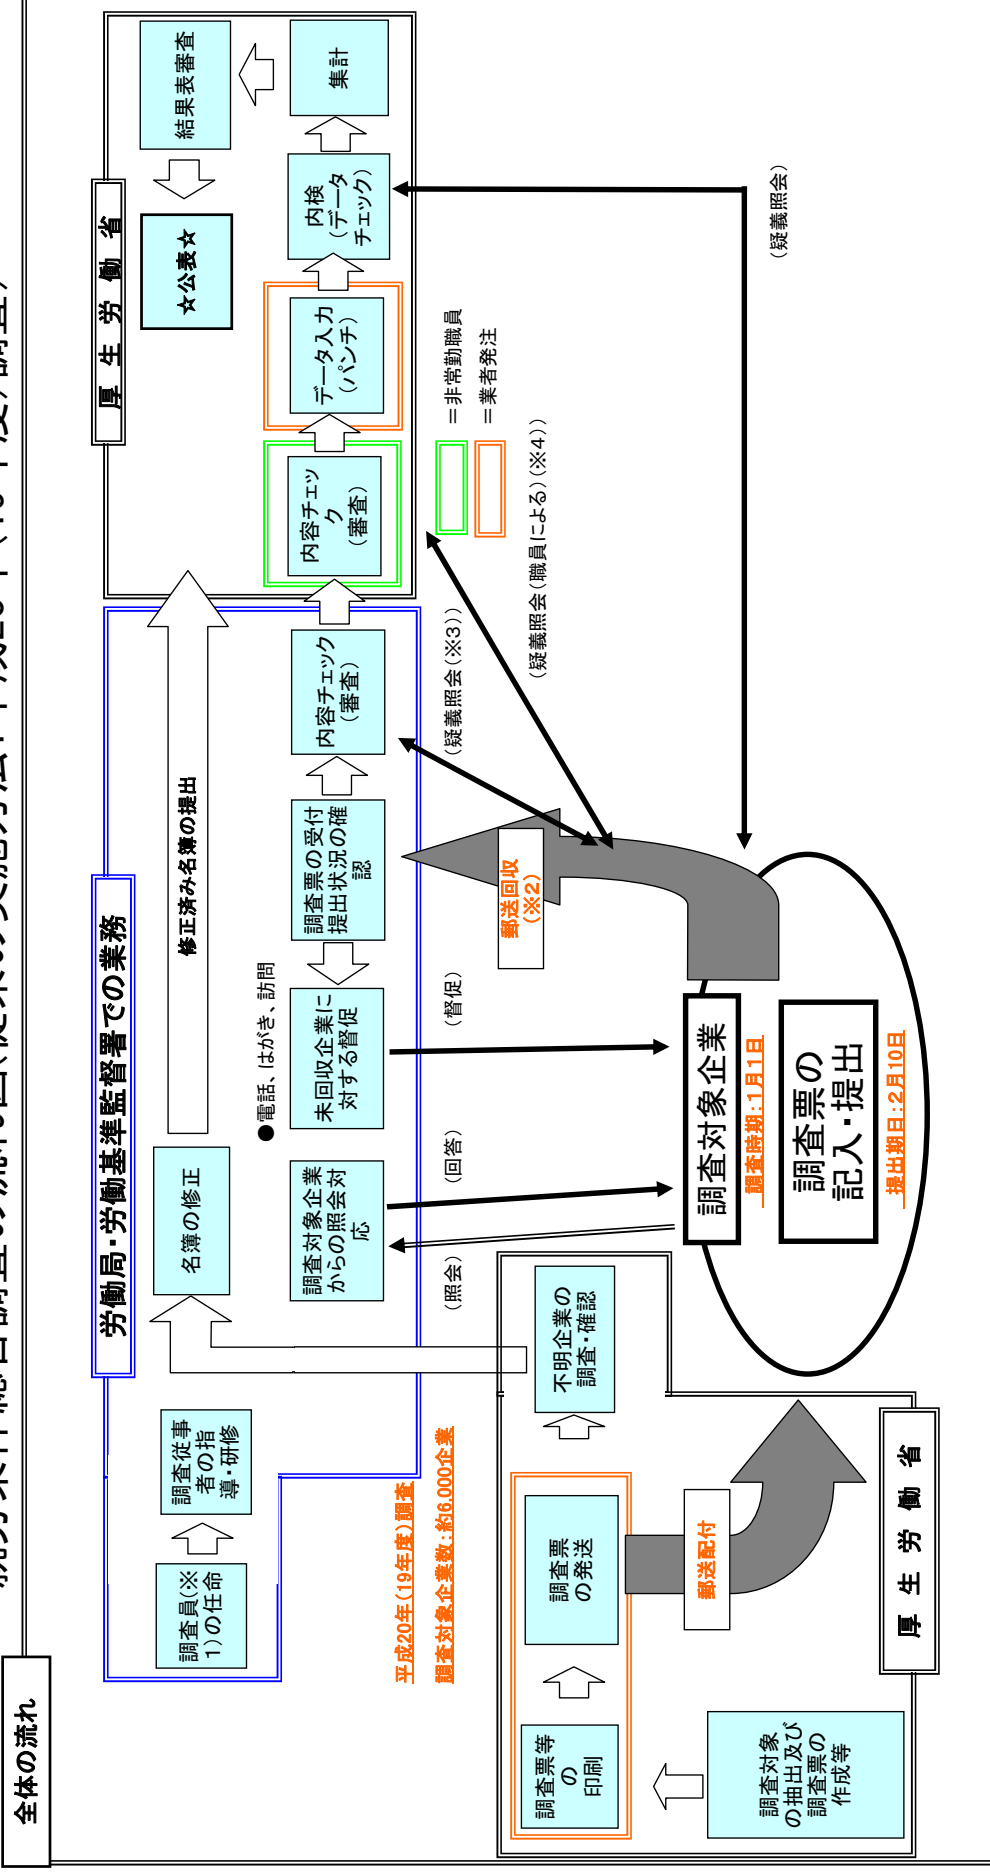 全体の流れ
労働局・労働基準監督署での業務
厚生労働省
調査員(※
1)の任命
調査従事
者の指
導・研修
名簿の修正
修正済み名簿の提出
結果表審査
☆公表☆
●電話、はがき、訪問
調査対象企業
からの照会対
応
未回収企業に
対する督促
調査票の受付
提出状況の確
認
内容チェック
(審査)
内容チェッ
ク
(審査)
データ入力
(パンチ)
内検
(データ
チェック)
集計
平成20年(19年度)調査
調査対象企業数:約6,000企業
(照会)
(回答)
(督促)
(疑義照会(※3))
=非常勤職員
=業者発注
郵送回収
(※2)
(疑義照会(職員による)(※4))
(疑義照会)
調査票等
の
印刷
調査票
の発送
不明企業の
調査・確認
郵送配付
調査対象
の抽出及び
調査票の
作成等
厚生労働省
調査対象企業
調査時期:1月1日
調査票の
記入・提出
提出期日:2月10日